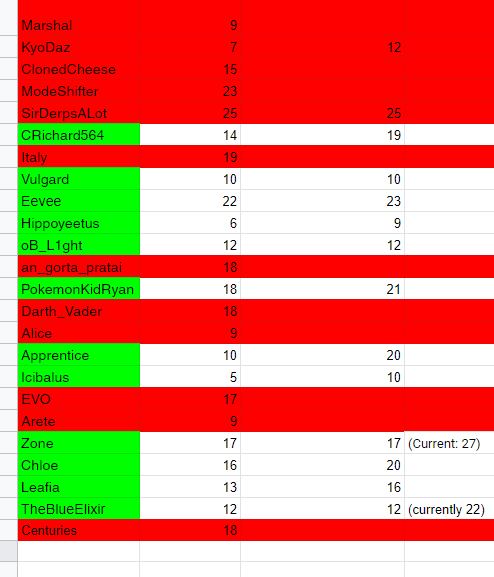 Marshal 9
KyoDaz 7 12
ClonedCheese 15
ModeShifter 23
SirDerpsALot 25 25
CRichard564 14 19
Italy 19
Vulgard 10 10
Eevee 22 23
Hippoyeetus 6 9
oB_L1ght 12 12
an_gorta_pratai 18
PokemonKidRyan 18 21
Darth_Vader 18
Alice 9
Apprentice 10 20
Icibalus 5 10
EVO 17
Arete 9
Zone 17 17 (Current: 27)
Chloe 16 20
Leafia 13 16
TheBlueElixir 12 12 (currently 22)
Centuries 18